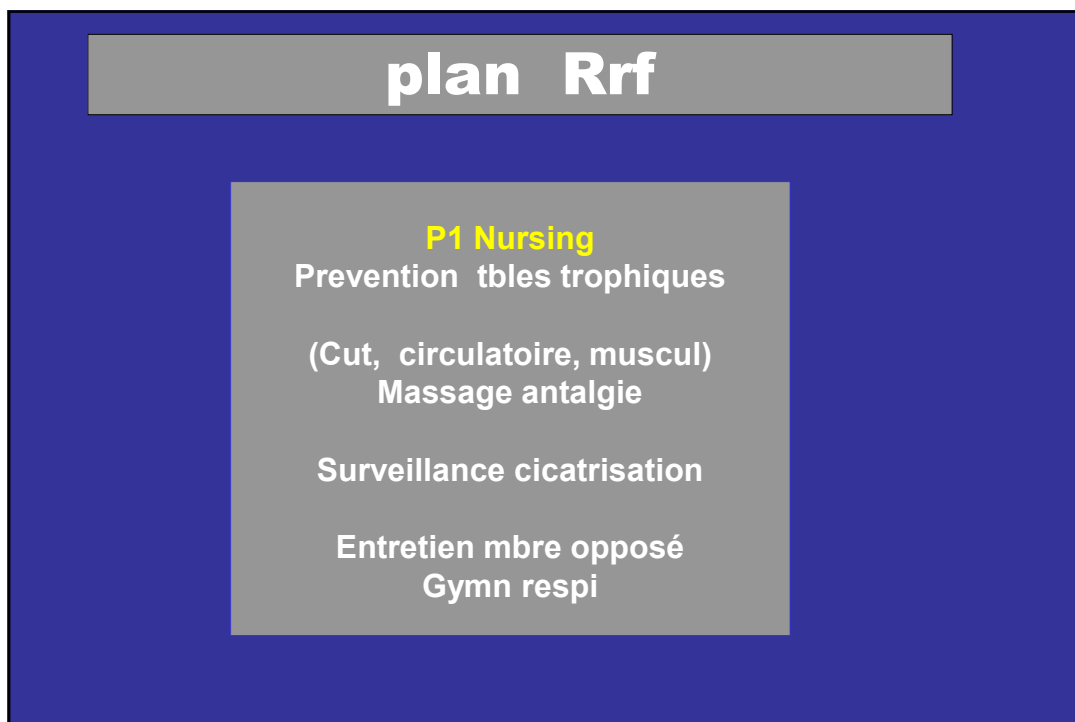 plan Rrf
P1 Nursing
Prevention tbles trophiques
(Cut, circulatoire, muscul)
Massage antalgie
Surveillance cicatrisation
Entretien mbre opposé
Gymn respi